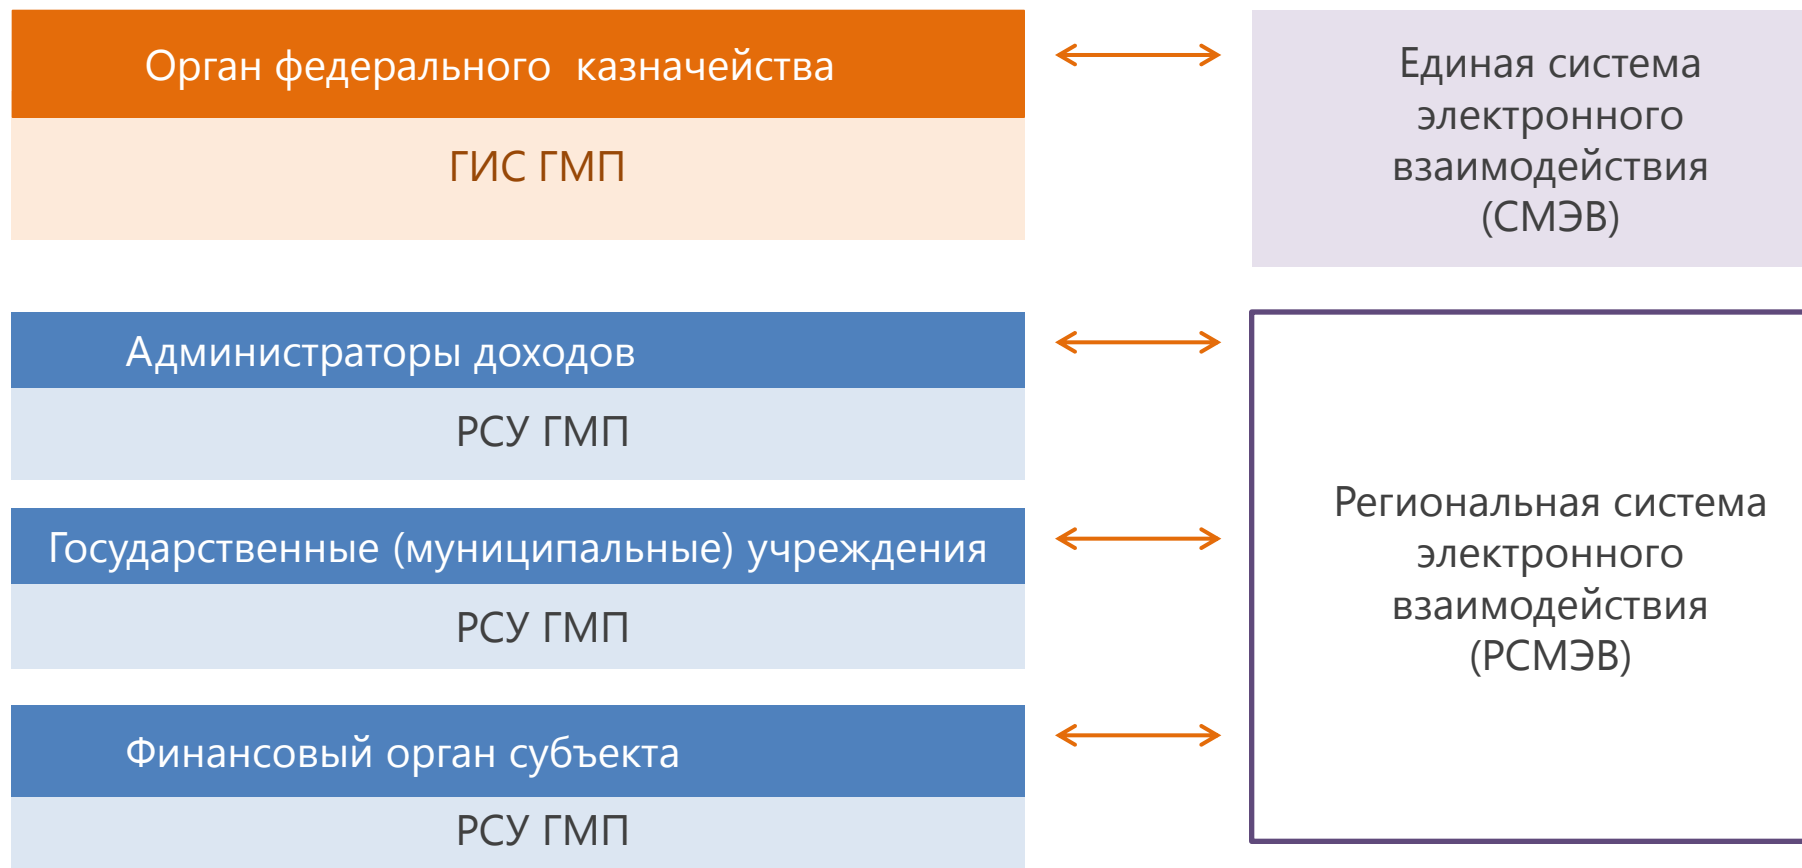 Орган федерального казначейства
ГИС ГМП
Единая система
электронного
взаимодействия
(СМЭВ)
Администраторы доходов
РСУ ГМП
Государственные (муниципальные) учреждения
РСУ ГМП
Финансовый орган субъекта
РСУ ГМП
Региональная система
электронного
взаимодействия
(РСМЭВ)